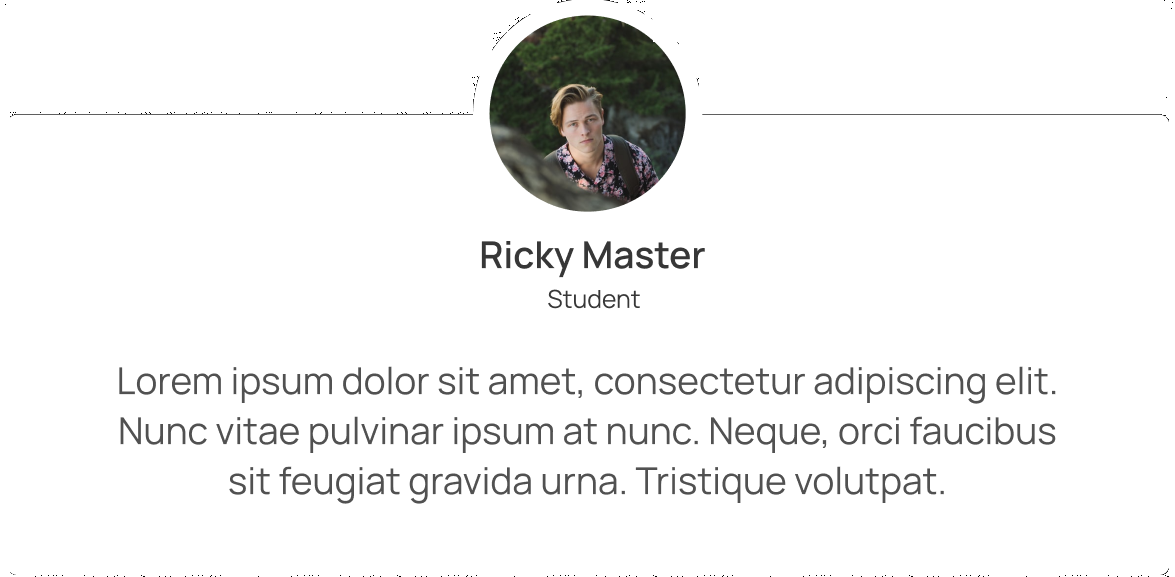 Ricky Master
Student
Lorem ipsum dolor sit amet, consectetur adipiscing elit.
Nunc vitae pulvinar ipsum at nunc. Neque, orci faucibus
sit feugiat gravida urna. Tristique volutpat.